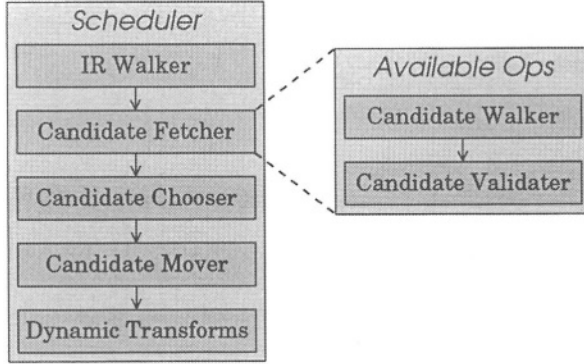 Scheduler
IR Walker
Candidate Fetcher
Candidate Chooser
Candidate Mover
Dynamic Transforms
Available Ops
Candidate Walker
Candidate Validater